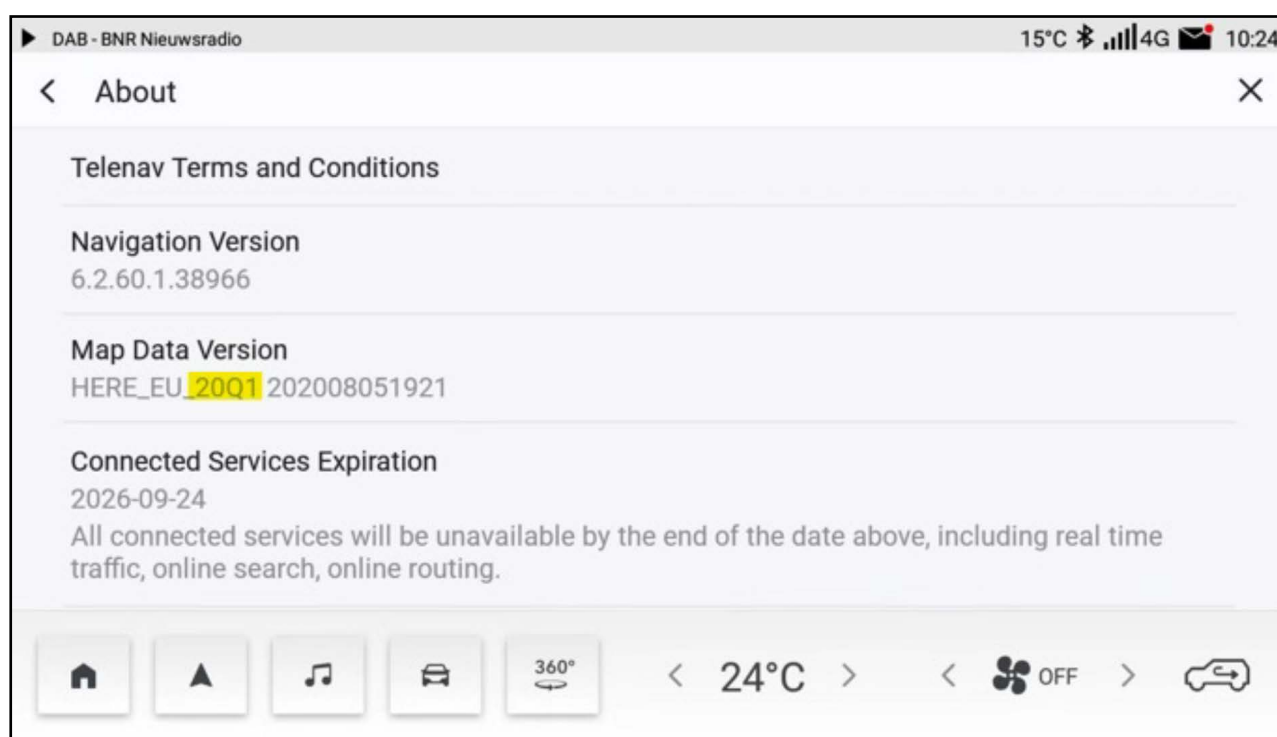 DAB - BNR Nieuwsradio 15°C 4G 10:24
About
Telenav Terms and Conditions
Navigation Version
6.2.60.1.38966
Map Data Version
HERE_EU_20Q1 202008051921
Connected Services Expiration
2026-09-24
All connected services will be unavailable by the end of the date above, including real time
traffic, online search, online routing.
360° 24°C OFF